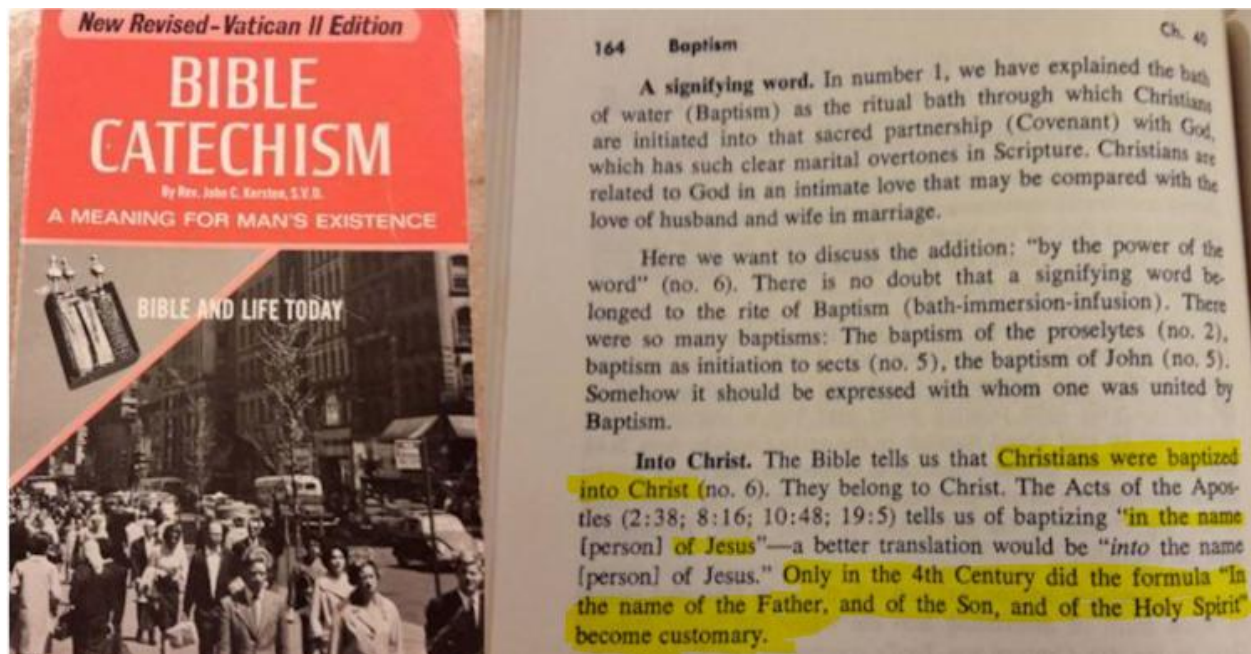 New Revised-Vatican II Edition
BIBLE
CATECHISM
By Rev. John C. Kersten, S.V.D.
A MEANING FOR MAN'S EXISTENCE
BIBLE AND LIFE TODAY
164 Baptism Ch. 40
A signifying word. In number 1, we have explained the bath
of water (Baptism) as the ritual bath through which Christians
are initiated into that sacred partnership (Covenant) with God,
which has such clear marital overtones in Scripture. Christians are
related to God in an intimate love that may be compared with the
love of husband and wife in marriage.
Here we want to discuss the addition: "by the power of the
word" (no. 6). There is no doubt that a signifying word be-
longed to the rite of Baptism (bath-immersion-infusion). There
were so many baptisms: The baptism of the proselytes (no. 2),
baptism as initiation to sects (no. 5), the baptism of John (no. 5).
Somehow it should be expressed with whom one was united by
Baptism.
Into Christ. The Bible tells us that Christians were baptized
into Christ (no. 6). They belong to Christ. The Acts of the Apos-
tles (2:38; 8:16; 10:48; 19:5) tells us of baptizing "in the name
[person] of Jesus"—a better translation would be "into the name
[person] of Jesus." Only in the 4th Century did the formula "In
the name of the Father, and of the Son, and of the Holy Spirit"
become customary.